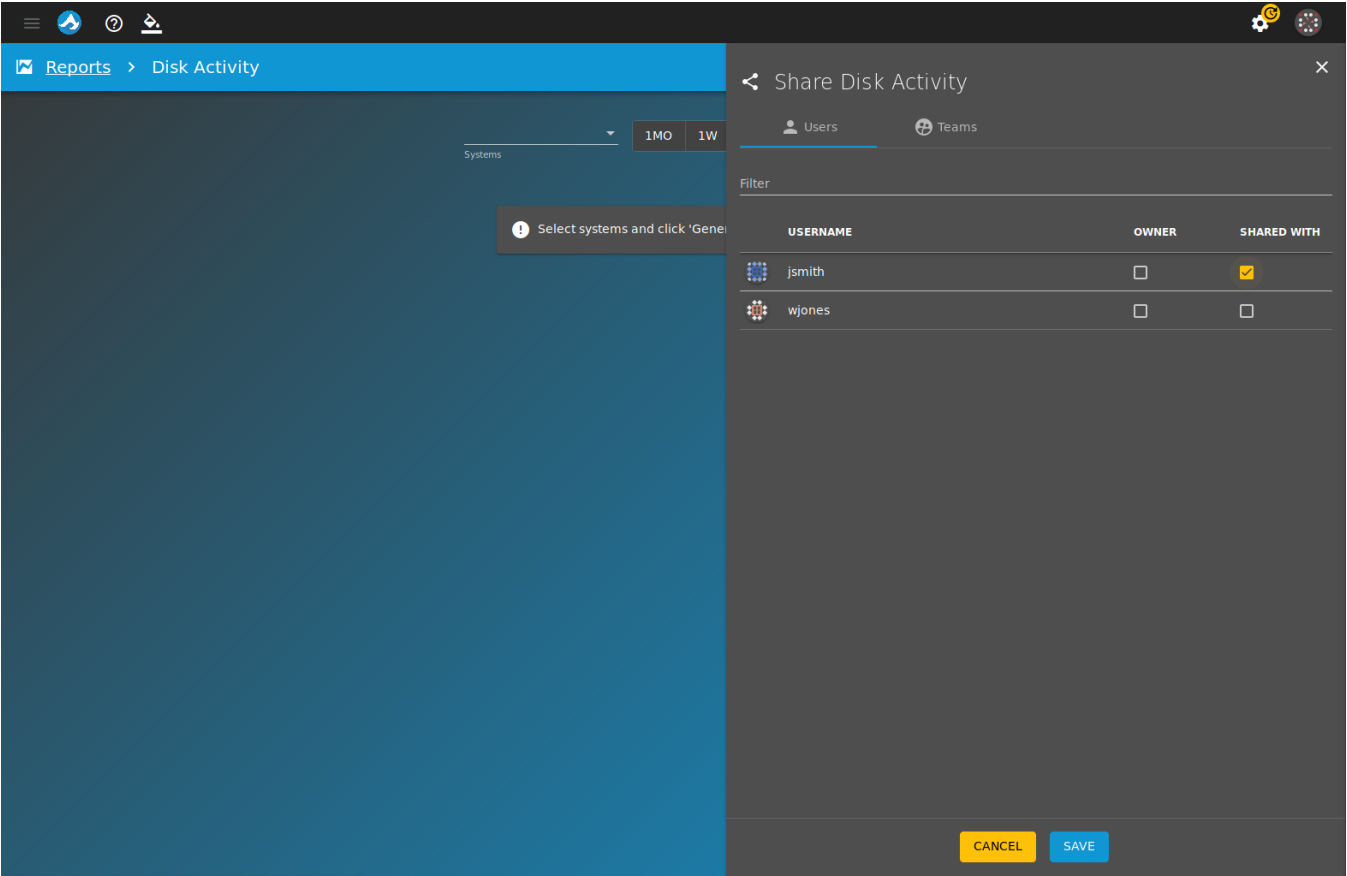 Reports > Disk Activity
Systems
1MO 1W
Select systems and click 'Gener
Share Disk Activity
Users Teams
Filter
USERNAME OWNER SHARED WITH
jsmith
wjones
CANCEL SAVE